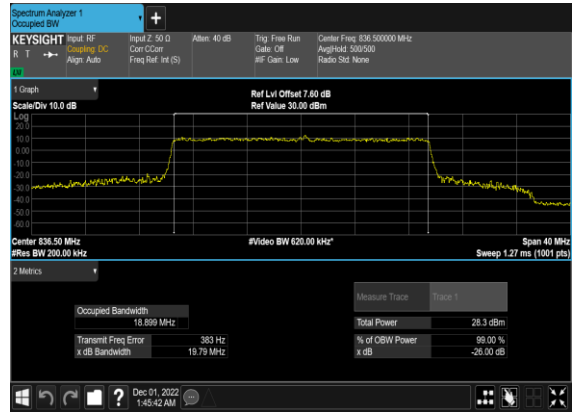 Spectrum Analyzer 1
Occupied BW
+
KEYSIGHT Input: RF Input Z: 50 Ω Atten: 40 dB Trig: Free Run Center Freq: 836.500000 MHz
R T Coupling: DC Corr CCorr Gate: Off Avg|Hold: 500/500
Align: Auto Freq Ref: Int (S) #IF Gain: Low Radio Std: None
LW
1 Graph
Ref Lvl Offset 7.60 dB
Scale/Div 10.0 dB Ref Value 30.00 dBm
Log
20.0
10.0
0.00
-10.0
-20.0
-30.0
-40.0
-50.0
-60.0
Center 836.50 MHz #Video BW 620.00 kHz* Span 40 MHz
#Res BW 200.00 kHz Sweep 1.27 ms (1001 pts)
2 Metrics
Measure Trace Trace 1
Occupied Bandwidth
18.899 MHz Total Power 28.3 dBm
Transmit Freq Error 383 Hz % of OBW Power 99.00 %
x dB Bandwidth 19.79 MHz x dB -26.00 dB
? Dec 01, 2022
1:45:42 AM